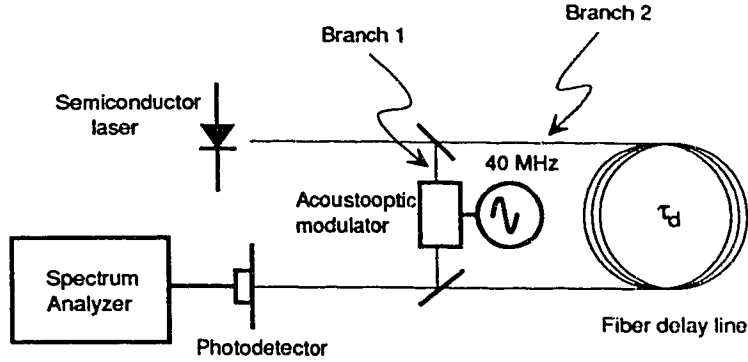 Branch 1
Branch 2
Semiconductor
laser
40 MHz
Acoustooptic
modulator
τd
Spectrum
Analyzer
Photodetector
Fiber delay line